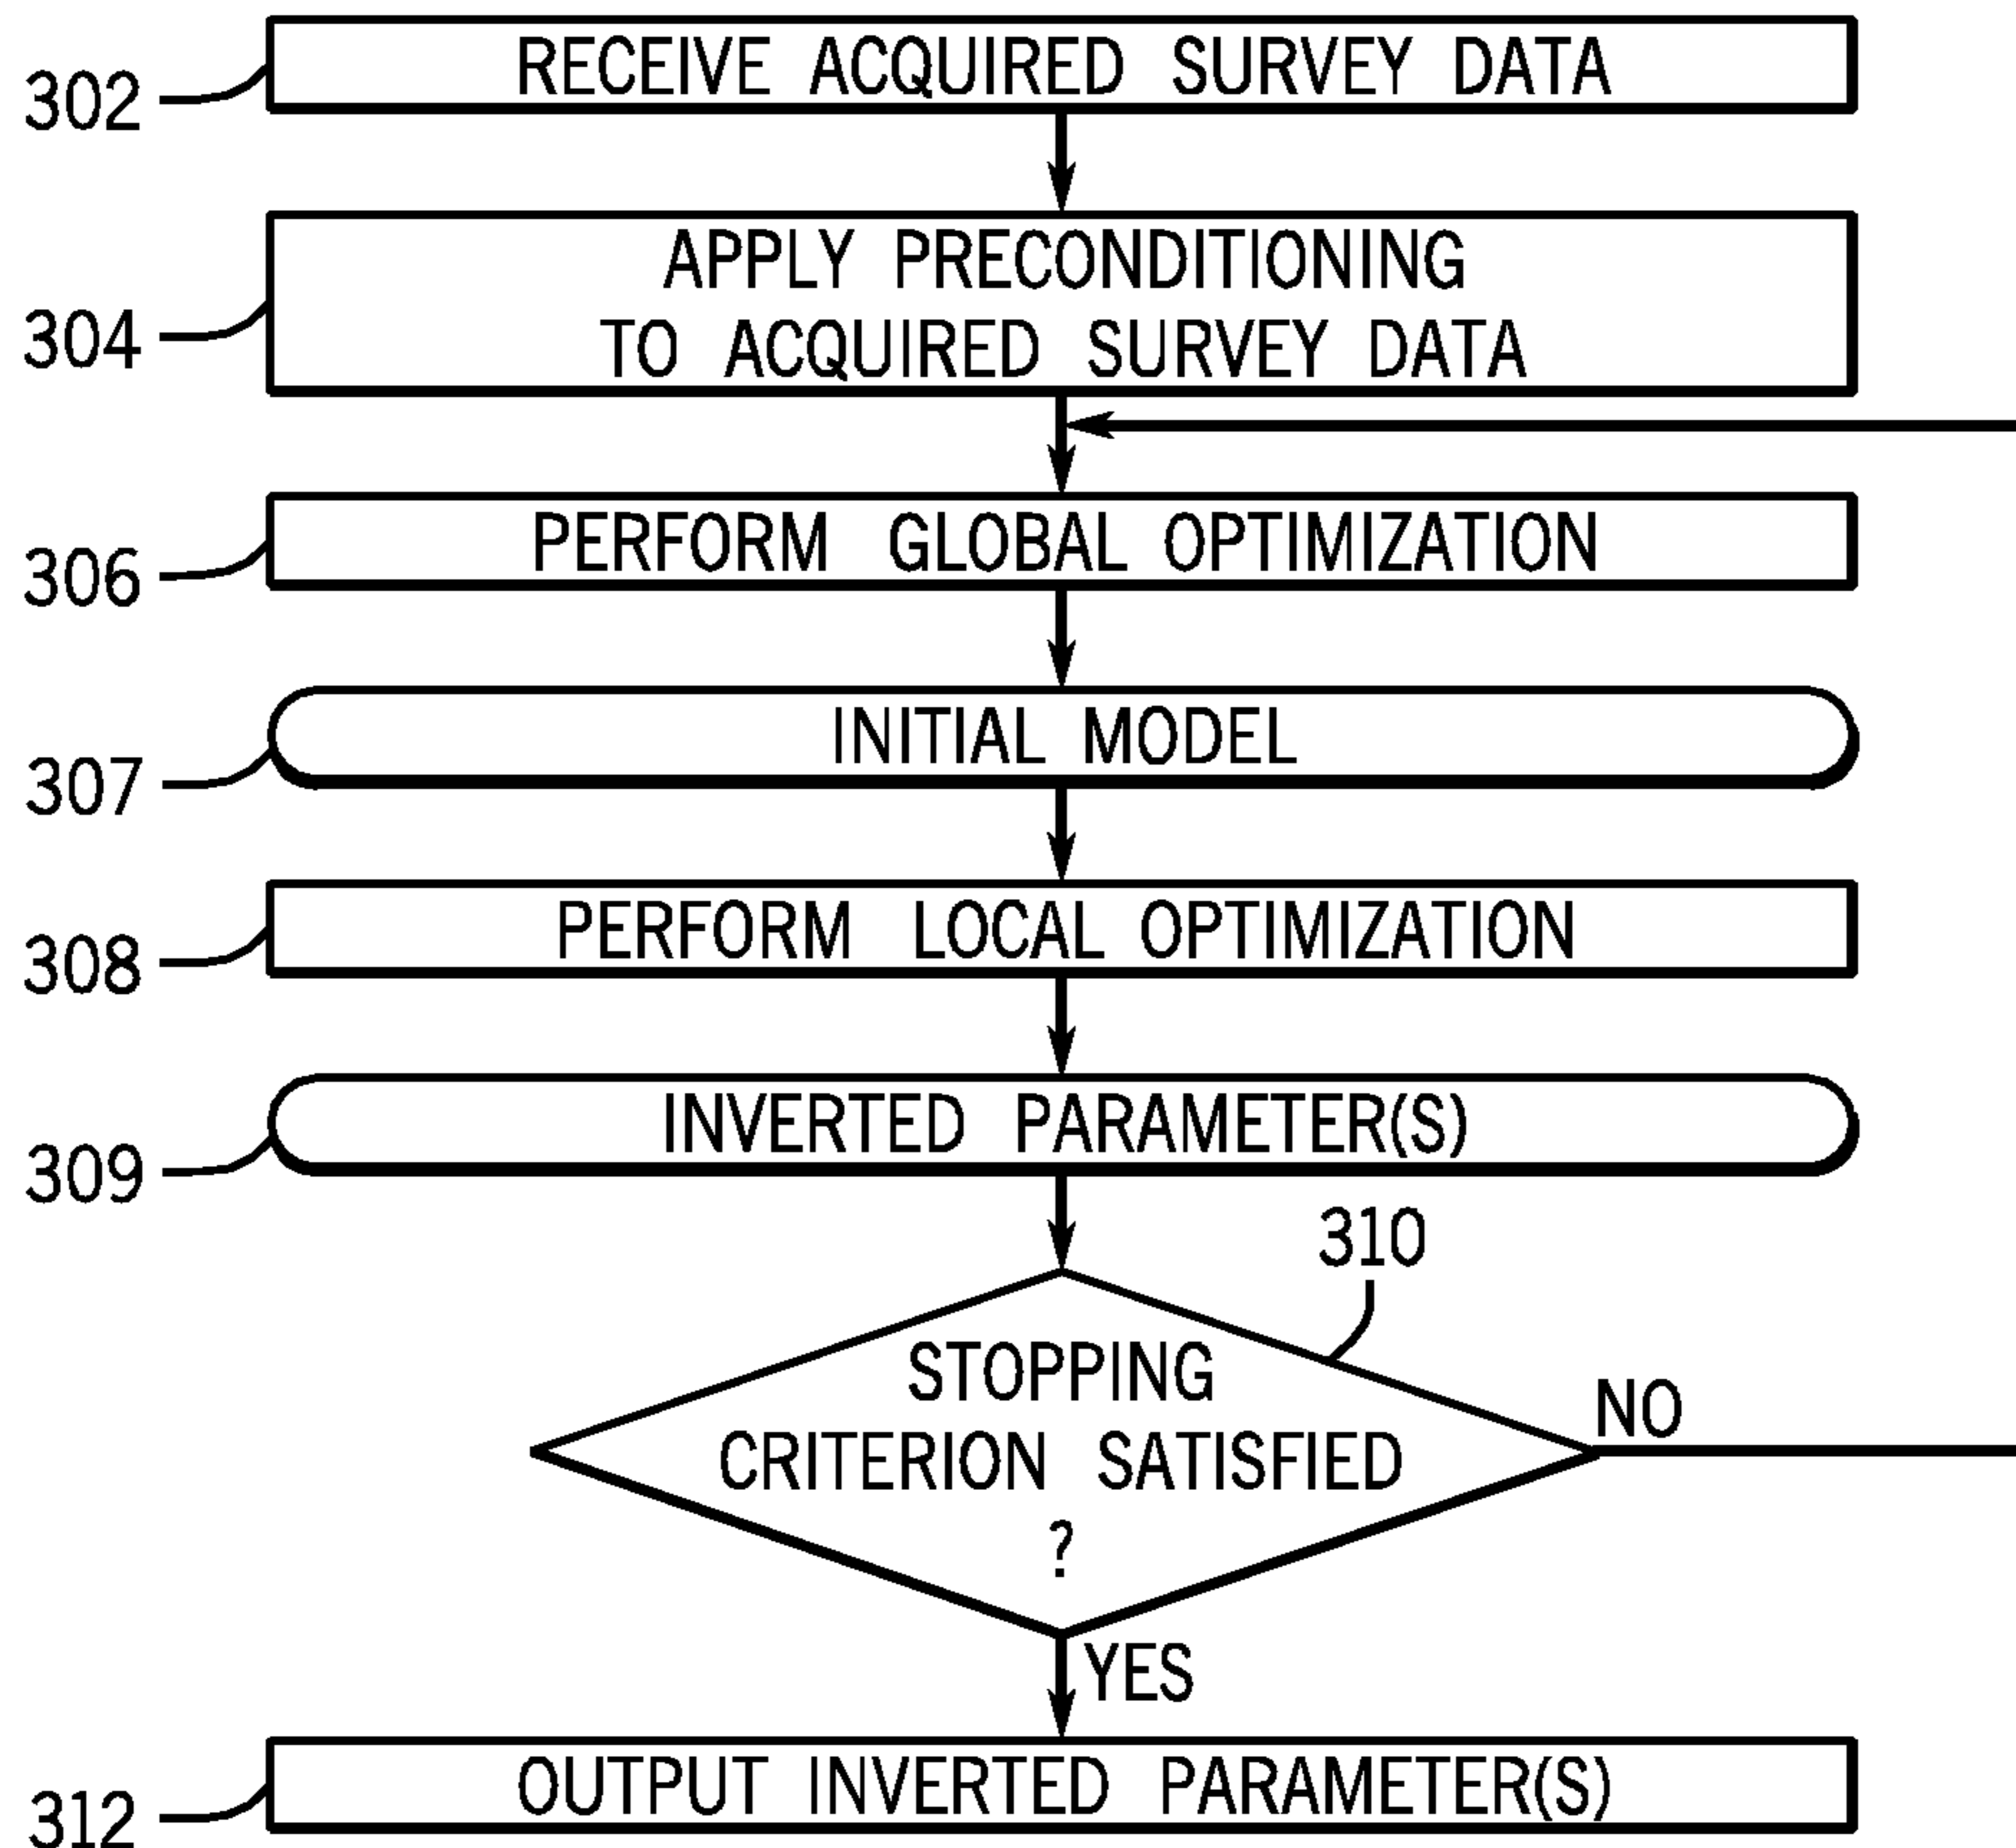 302
RECEIVE ACQUIRED SURVEY DATA
304
APPLY PRECONDITIONING
TO ACQUIRED SURVEY DATA
306
PERFORM GLOBAL OPTIMIZATION
307
INITIAL MODEL
308
PERFORM LOCAL OPTIMIZATION
309
INVERTED PARAMETER(S)
310
STOPPING
CRITERION SATISFIED
?
NO
YES
312
OUTPUT INVERTED PARAMETER(S)